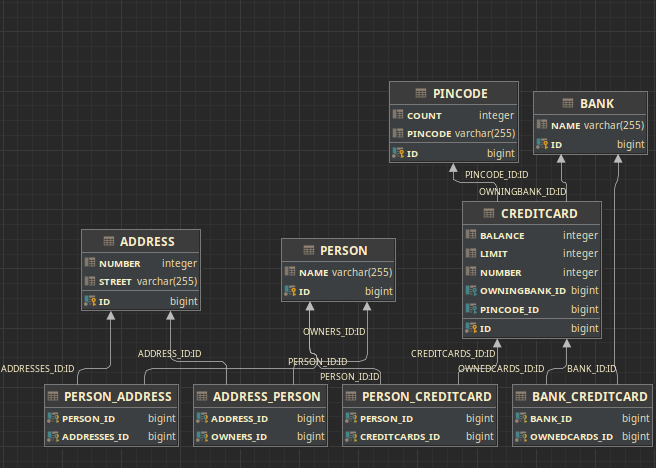 PINCODE
COUNT integer
PINCODE varchar(255)
ID bigint
BANK
NAME varchar(255)
ID bigint
PINCODE_ID:ID
OWNINGBANK_ID:ID
CREDITCARD
BALANCE integer
LIMIT integer
NUMBER integer
OWNINGBANK_ID bigint
PINCODE_ID bigint
ID bigint
ADDRESS
NUMBER integer
STREET varchar(255)
ID bigint
PERSON
NAME varchar(255)
ID bigint
OWNERS_ID:ID
ADDRESSES_ID:ID
ADDRESS_ID:ID
PERSON_ID:ID
PERSON_ID:ID
CREDITCARDS_ID:ID
OWNEDCARDS_ID:ID
BANK_ID:ID
PERSON_ADDRESS
PERSON_ID bigint
ADDRESSES_ID bigint
ADDRESS_PERSON
ADDRESS_ID bigint
OWNERS_ID bigint
PERSON_CREDITCARD
PERSON_ID bigint
CREDITCARDS_ID bigint
BANK_CREDITCARD
BANK_ID bigint
OWNEDCARDS_ID bigint